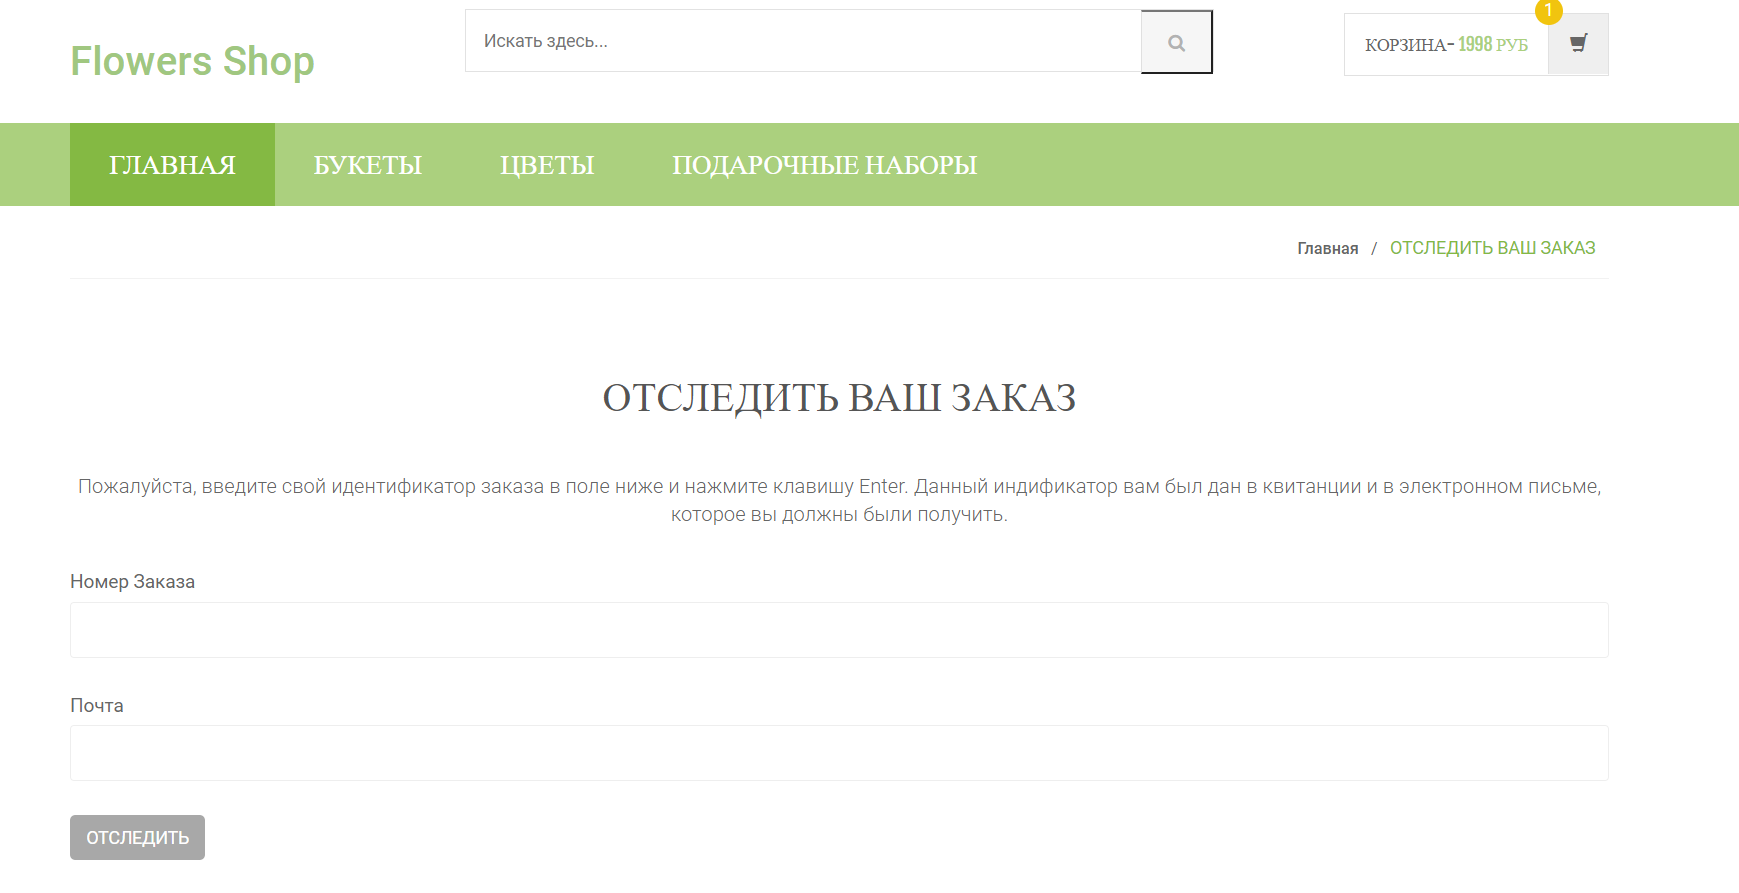 1
Flowers Shop
Искать здесь...
КОРЗИНА- 1998 РУБ
ГЛАВНАЯ БУКЕТЫ ЦВЕТЫ ПОДАРОЧНЫЕ НАБОРЫ
Главная / ОТСЛЕДИТЬ ВАШ ЗАКАЗ
ОТСЛЕДИТЬ ВАШ ЗАКАЗ
Пожалуйста, введите свой идентификатор заказа в поле ниже и нажмите клавишу Enter. Данный индификатор вам был дан в квитанции и в электронном письме,
которое вы должны были получить.
Номер Заказа
Почта
ОТСЛЕДИТЬ